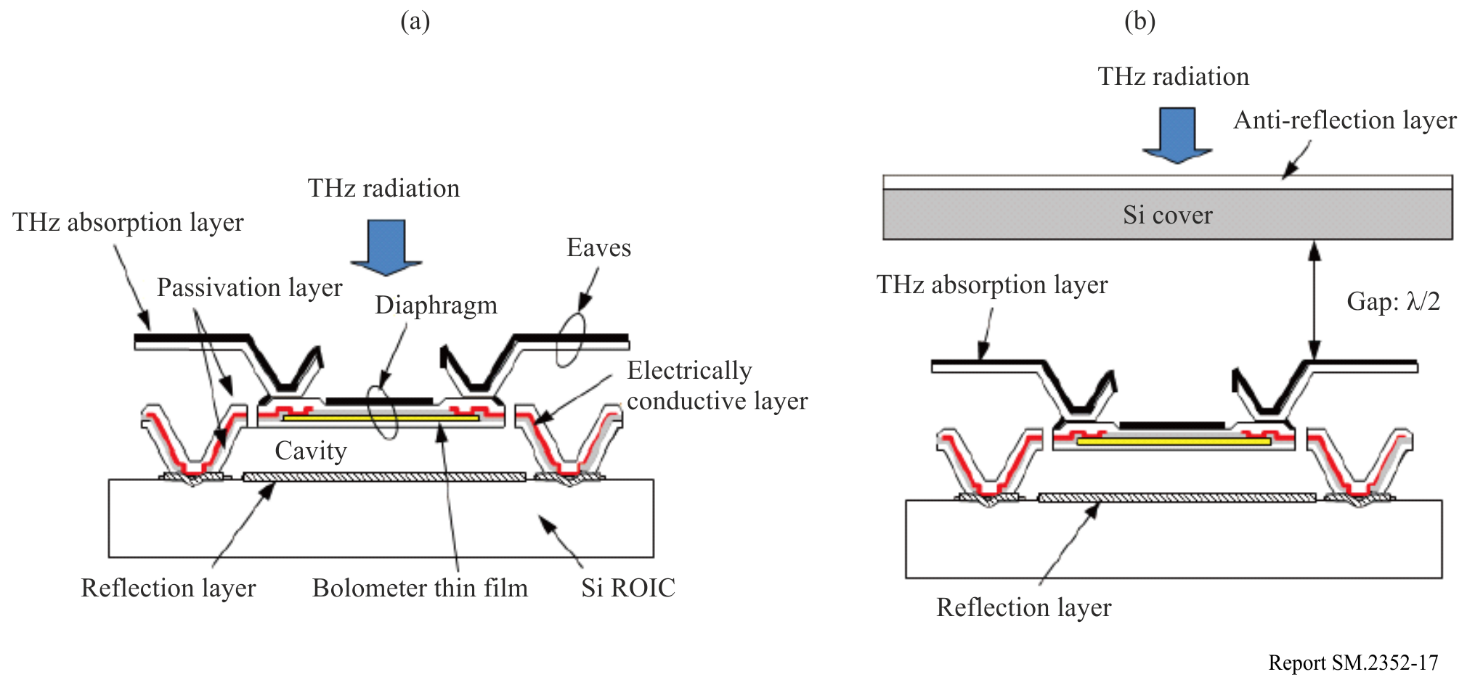 (a)
THz radiation
THz absorption layer
Eaves
Passivation layer
Diaphragm
Electrically
conductive layer
Cavity
Reflection layer
Bolometer thin film
Si ROIC
(b)
THz radiation
Anti-reflection layer
Si cover
THz absorption layer
Gap: λ/2
Reflection layer
Report SM.2352-17